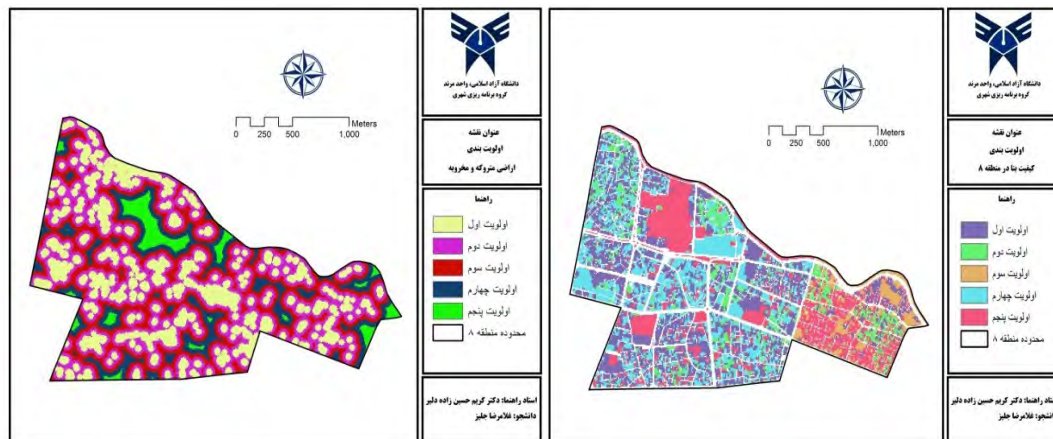 دانشگاه آزاد اسلامی، واحد مرند
گروه برنامه ریزی شهری
Meters
0 250 500 1,000
عنوان نقشه
اولویت بندی
اراضی متروکه و مخروبه
راهنما
اولویت اول
اولویت دوم
اولویت سوم
اولویت چهارم
اولویت پنجم
محدوده منطقه ۸
استاد راهنما: دکتر کریم حسین زاده دلیر
دانشجو: غلامرضا جلیز
دانشگاه آزاد اسلامی، واحد مرند
گروه برنامه ریزی شهری
Meters
0 250 500 1,000
عنوان نقشه
اولویت بندی
کیفیت بنا در منطقه ۸
راهنما
اولویت اول
اولویت دوم
اولویت سوم
اولویت چهارم
اولویت پنجم
محدوده منطقه ۸
ستاد راهنما: دکتر کریم حسین زاده دلیر
دانشجو: غلامرضا جلیز